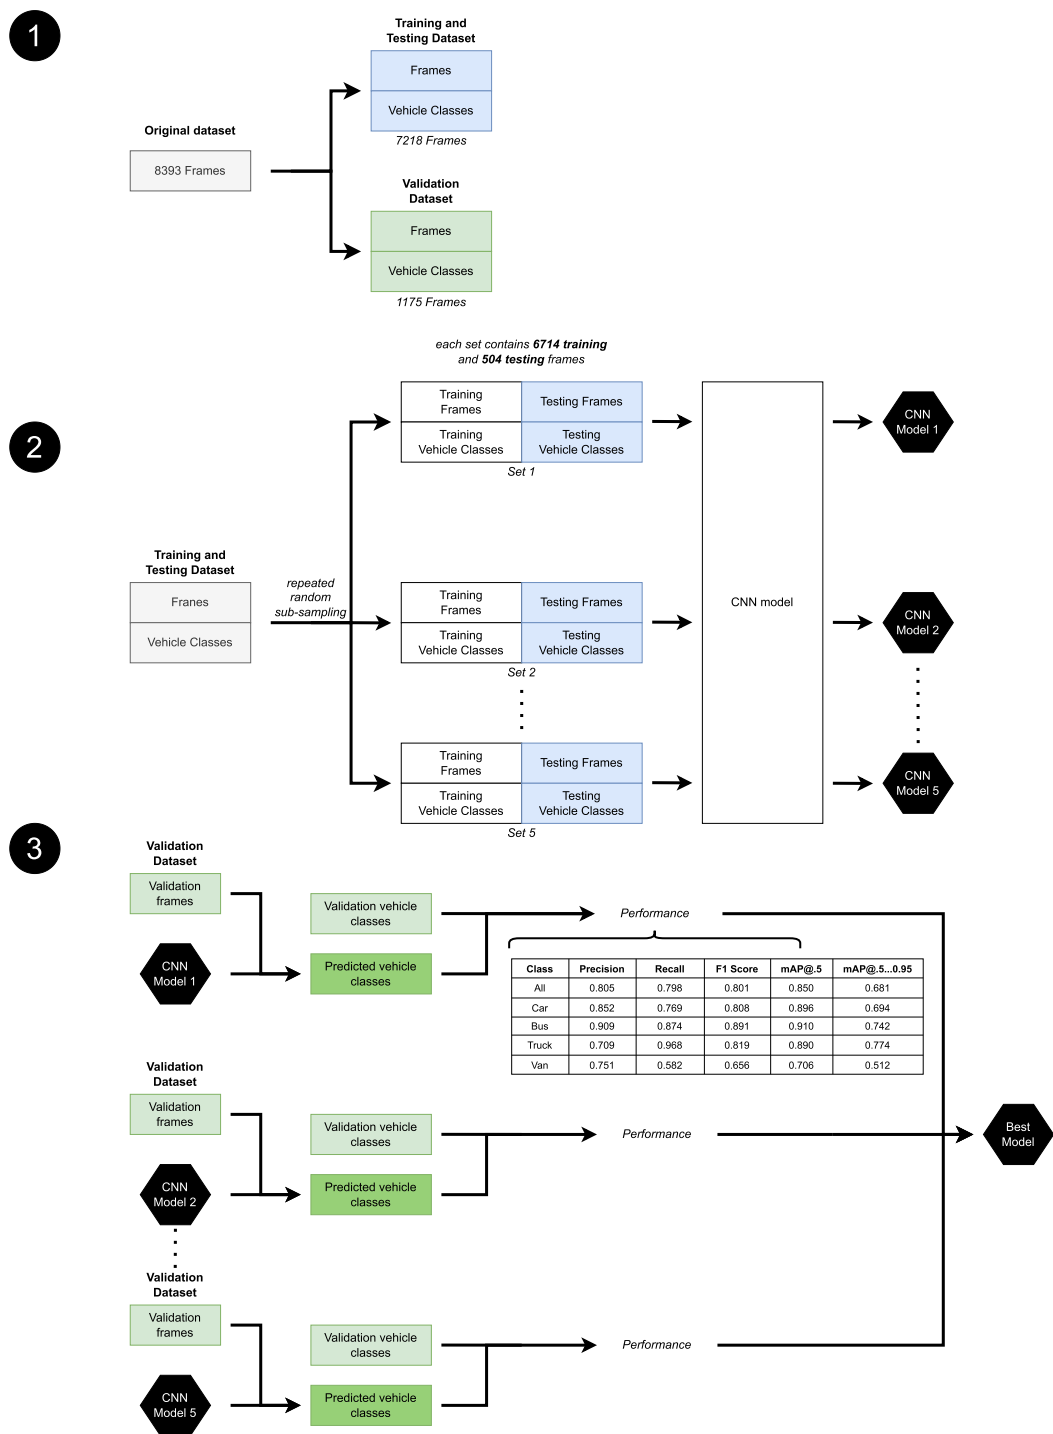 1
Training and
Testing Dataset
Frames
Vehicle Classes
7218 Frames
Original dataset
8393 Frames
Validation
Dataset
Frames
Vehicle Classes
1175 Frames
2
each set contains 6714 training
and 504 testing frames
Training
Frames
Testing Frames
Training
Vehicle Classes
Testing
Vehicle Classes
Set 1
CNN
Model 1
Training and
Testing Dataset
Franes
Vehicle Classes
repeated
random
sub-sampling
Training
Frames
Testing Frames
Training
Vehicle Classes
Testing
Vehicle Classes
Set 2
CNN model
CNN
Model 2
Training
Frames
Testing Frames
Training
Vehicle Classes
Testing
Vehicle Classes
Set 5
CNN
Model 5
3
Validation
Dataset
Validation
frames
CNN
Model 1
Validation vehicle
classes
Predicted vehicle
classes
Performance
Class Precision Recall F1 Score mAP@.5 mAP@.5...0.95
All 0.805 0.798 0.801 0.850 0.681
Car 0.852 0.769 0.808 0.896 0.694
Bus 0.909 0.874 0.891 0.910 0.742
Truck 0.709 0.968 0.819 0.890 0.774
Van 0.751 0.582 0.656 0.706 0.512
Validation
Dataset
Validation
frames
CNN
Model 2
Validation vehicle
classes
Predicted vehicle
classes
Performance
Best
Model
Validation
Dataset
Validation
frames
CNN
Model 5
Validation vehicle
classes
Predicted vehicle
classes
Performance